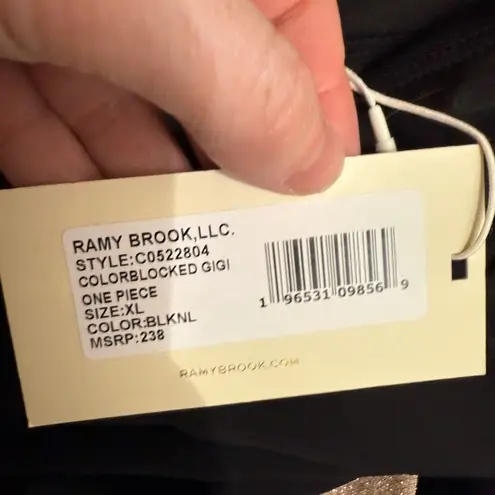 RAMY BROOK,LLC.
STYLE:C0522804
COLORBLOCKED GIGI
ONE PIECE
SIZE:XL
COLOR:BLKNL
MSRP:238
1 96531 09856 9
RAMYBROOK.COM